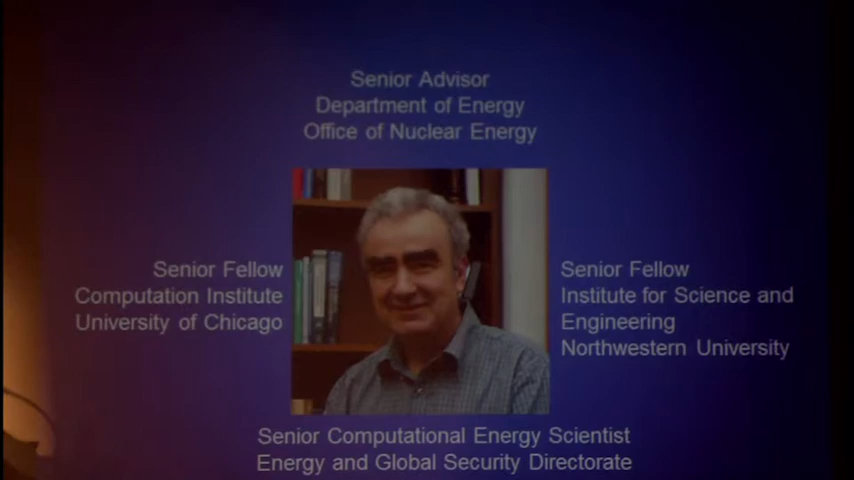 Senior Advisor
Department of Energy
Office of Nuclear Energy
Senior Fellow
Computation Institute
University of Chicago
Senior Fellow
Institute for Science and
Engineering
Northwestern University
Senior Computational Energy Scientist
Energy and Global Security Directorate